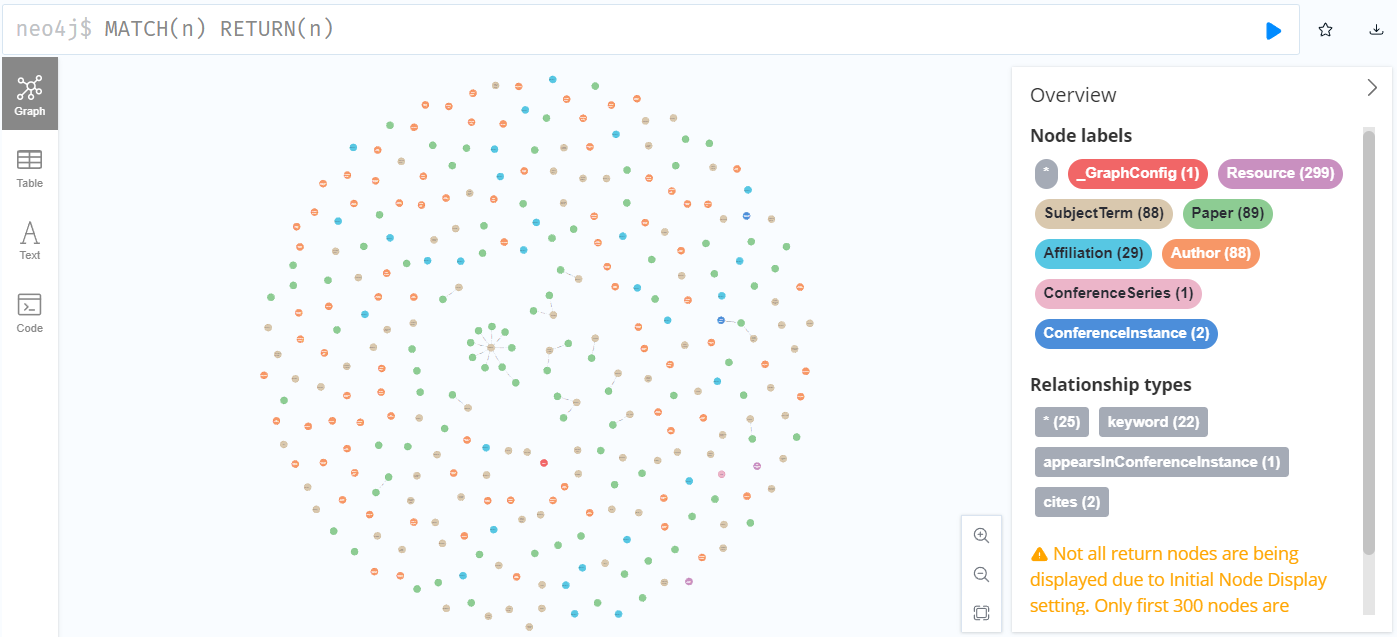 neo4j$ MATCH(n) RETURN(n)
Graph
Table
Text
Code
Overview
Node labels
* _GraphConfig (1) Resource (299)
SubjectTerm (88) Paper (89)
Affiliation (29) Author (88)
ConferenceSeries (1)
ConferenceInstance (2)
Relationship types
* (25) keyword (22)
appearsInConferenceInstance (1)
cites (2)
Not all return nodes are being
displayed due to Initial Node Display
setting. Only first 300 nodes are